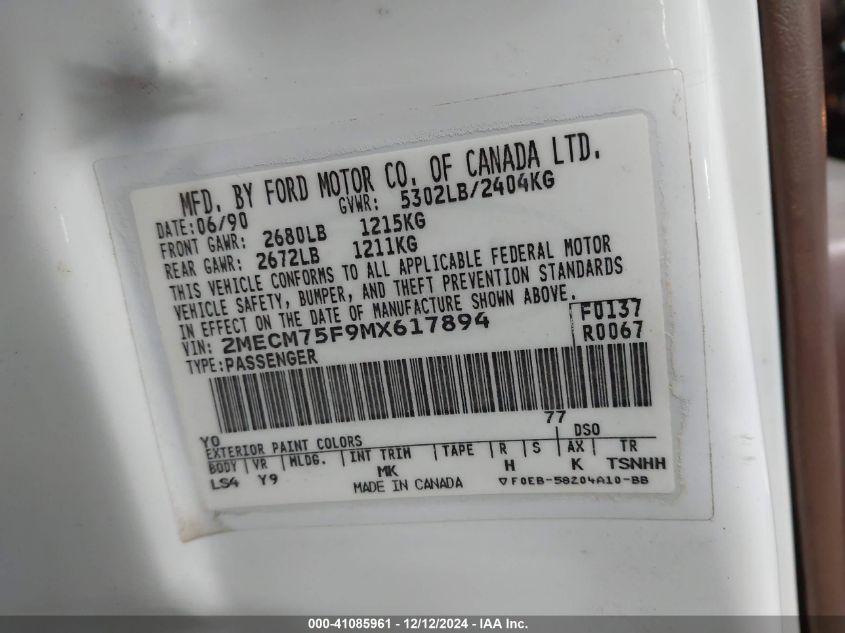 MFD. BY FORD MOTOR CO. OF CANADA LTD.
DATE: 06/90 GVWR: 5302LB/2404KG
FRONT GAWR: 2680LB 1215KG
REAR GAWR: 2672LB 1211KG
THIS VEHICLE CONFORMS TO ALL APPLICABLE FEDERAL MOTOR
VEHICLE SAFETY, BUMPER, AND THEFT PREVENTION STANDARDS
IN EFFECT ON THE DATE OF MANUFACTURE SHOWN ABOVE.
VIN: 2MECM75F9MX617894 F0137
TYPE: PASSENGER R0067
YO 77
EXTERIOR PAINT COLORS DSO
BODY VR MLDG. INT TRIM TAPE R S AX TR
LS4 Y9 MK H K TSNHH
MADE IN CANADA ▽F0EB-58204A10-BB
000-41085961 - 12/12/2024 - IAA Inc.